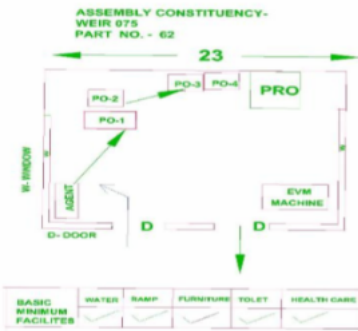 ASSEMBLY CONSTITUENCY-
WEIR 075
PART NO. - 62
23
PO-3 PO-4 PRO
PO-2
PO-1
W- WINDOW
AGENT
EVM
MACHINE
D- DOOR
D D
BASIC
MINIMUM
FACILITES
WATER RAMP FURNITURE TOLET HEALTH CARE